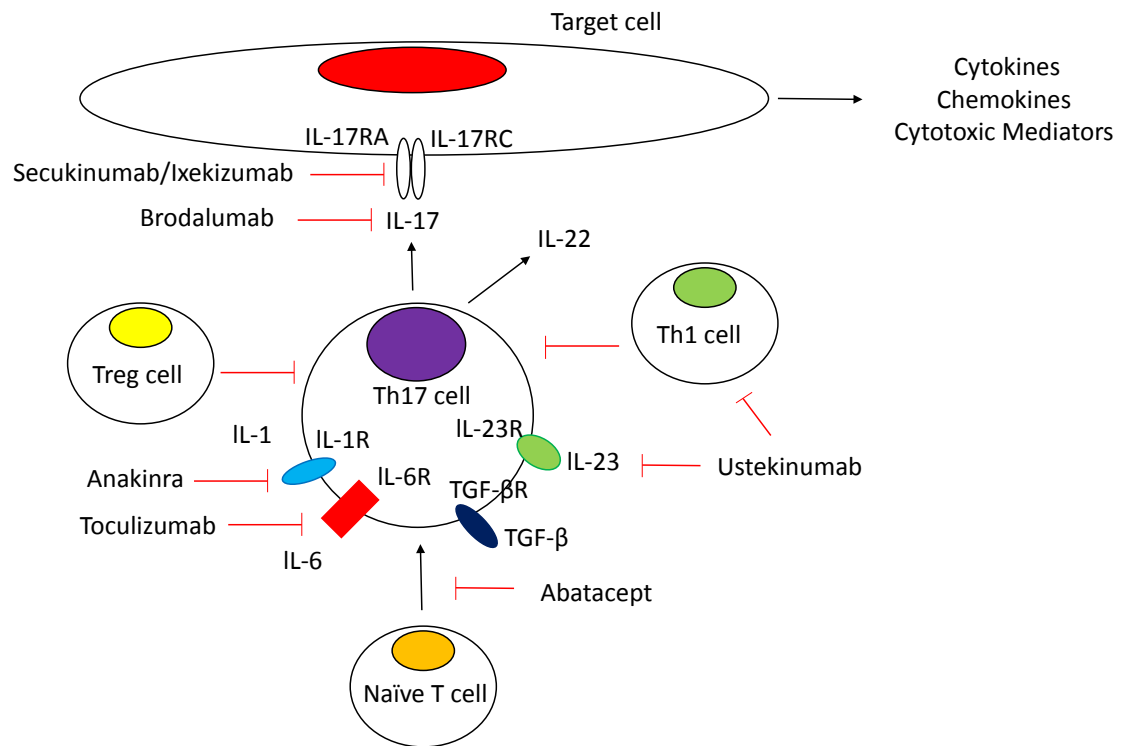 Target cell
Cytokines
Chemokines
Cytotoxic Mediators
IL-17RA
IL-17RC
Secukinumab/Ixekizumab
Brodalumab
IL-17
IL-22
Treg cell
Th17 cell
Th1 cell
IL-1
IL-1R
IL-23R
IL-23
Ustekinumab
Anakinra
IL-6R
TGF-βR
Toculizumab
TGF-β
IL-6
Abatacept
Naïve T cell